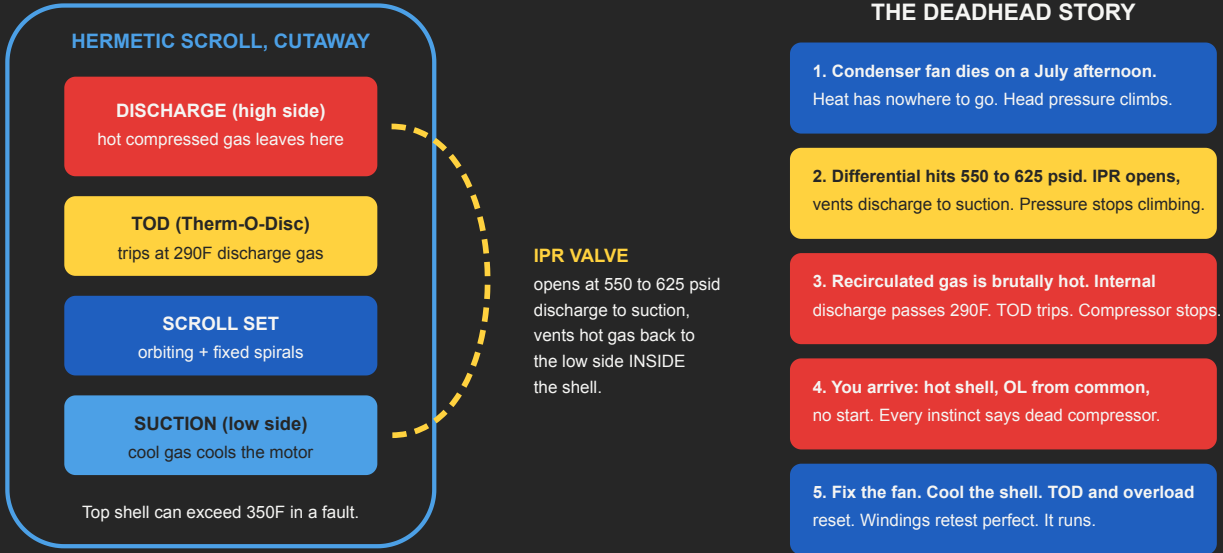 HERMETIC SCROLL, CUTAWAY
DISCHARGE (high side)
hot compressed gas leaves here
TOD (Therm-O-Disc)
trips at 290F discharge gas
SCROLL SET
orbiting + fixed spirals
SUCTION (low side)
cool gas cools the motor
Top shell can exceed 350F in a fault.
IPR VALVE
opens at 550 to 625 psid
discharge to suction,
vents hot gas back to
the low side INSIDE
the shell.
THE DEADHEAD STORY
1. Condenser fan dies on a July afternoon.
Heat has nowhere to go. Head pressure climbs.
2. Differential hits 550 to 625 psid. IPR opens,
vents discharge to suction. Pressure stops climbing.
3. Recirculated gas is brutally hot. Internal
discharge passes 290F. TOD trips. Compressor stops.
4. You arrive: hot shell, OL from common,
no start. Every instinct says dead compressor.
5. Fix the fan. Cool the shell. TOD and overload
reset. Windings retest perfect. It runs.